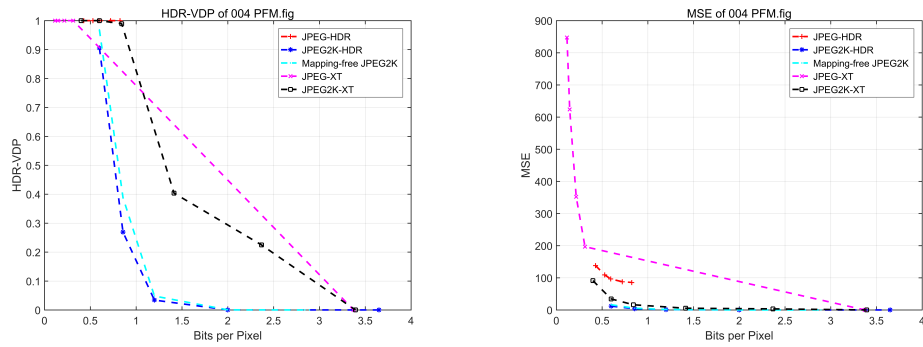 HDR-VDP of 004 PFM.fig
1
0.9
0.8
0.7
0.6
0.5
0.4
0.3
0.2
0.1
0
HDR-VDP
JPEG-HDR
JPEG2K-HDR
Mapping-free JPEG2K
JPEG-XT
JPEG2K-XT
0 0.5 1 1.5 2 2.5 3 3.5 4
Bits per Pixel
MSE of 004 PFM.fig
900
800
700
600
500
400
300
200
100
0
MSE
JPEG-HDR
JPEG2K-HDR
Mapping-free JPEG2K
JPEG-XT
JPEG2K-XT
0 0.5 1 1.5 2 2.5 3 3.5 4
Bits per Pixel